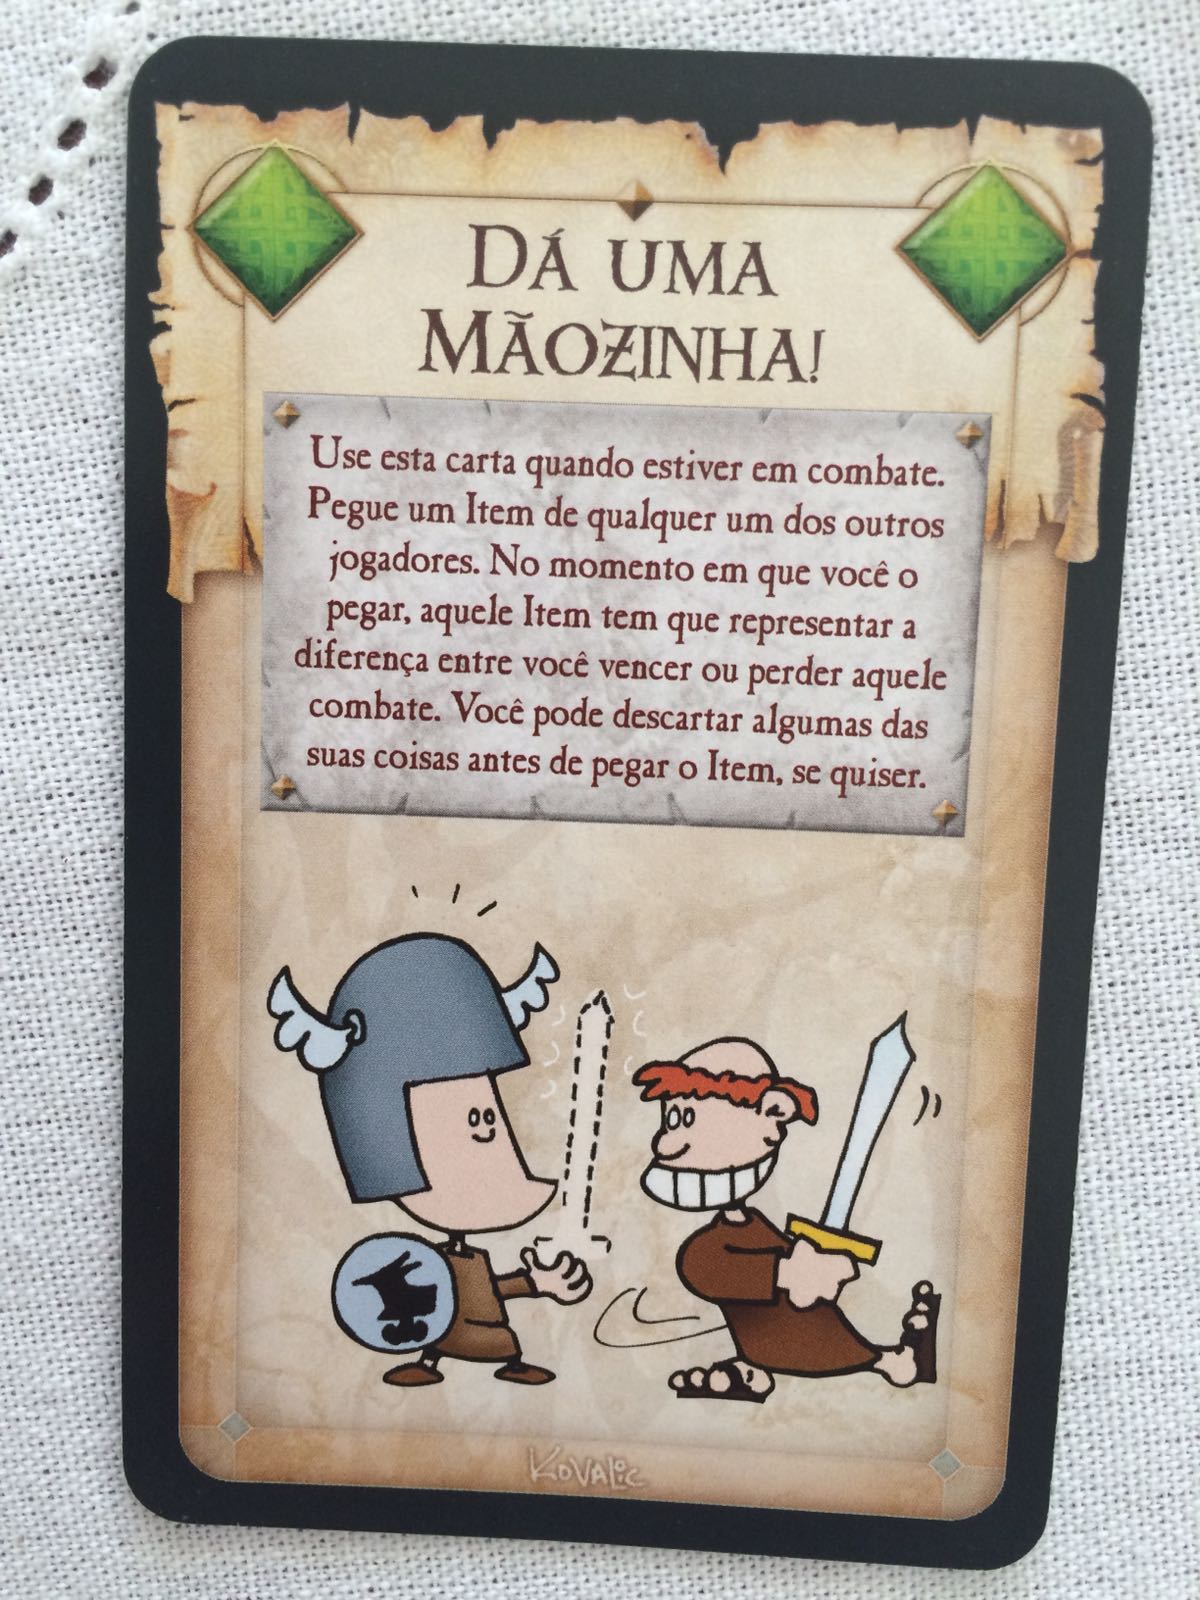 DÁ UMA
MÃOZINHA!
Use esta carta quando estiver em combate.
Pegue um Item de qualquer um dos outros
jogadores. No momento em que você o
pegar, aquele Item tem que representar a
diferença entre você vencer ou perder aquele
combate. Você pode descartar algumas das
suas coisas antes de pegar o Item, se quiser.
KOVALIC